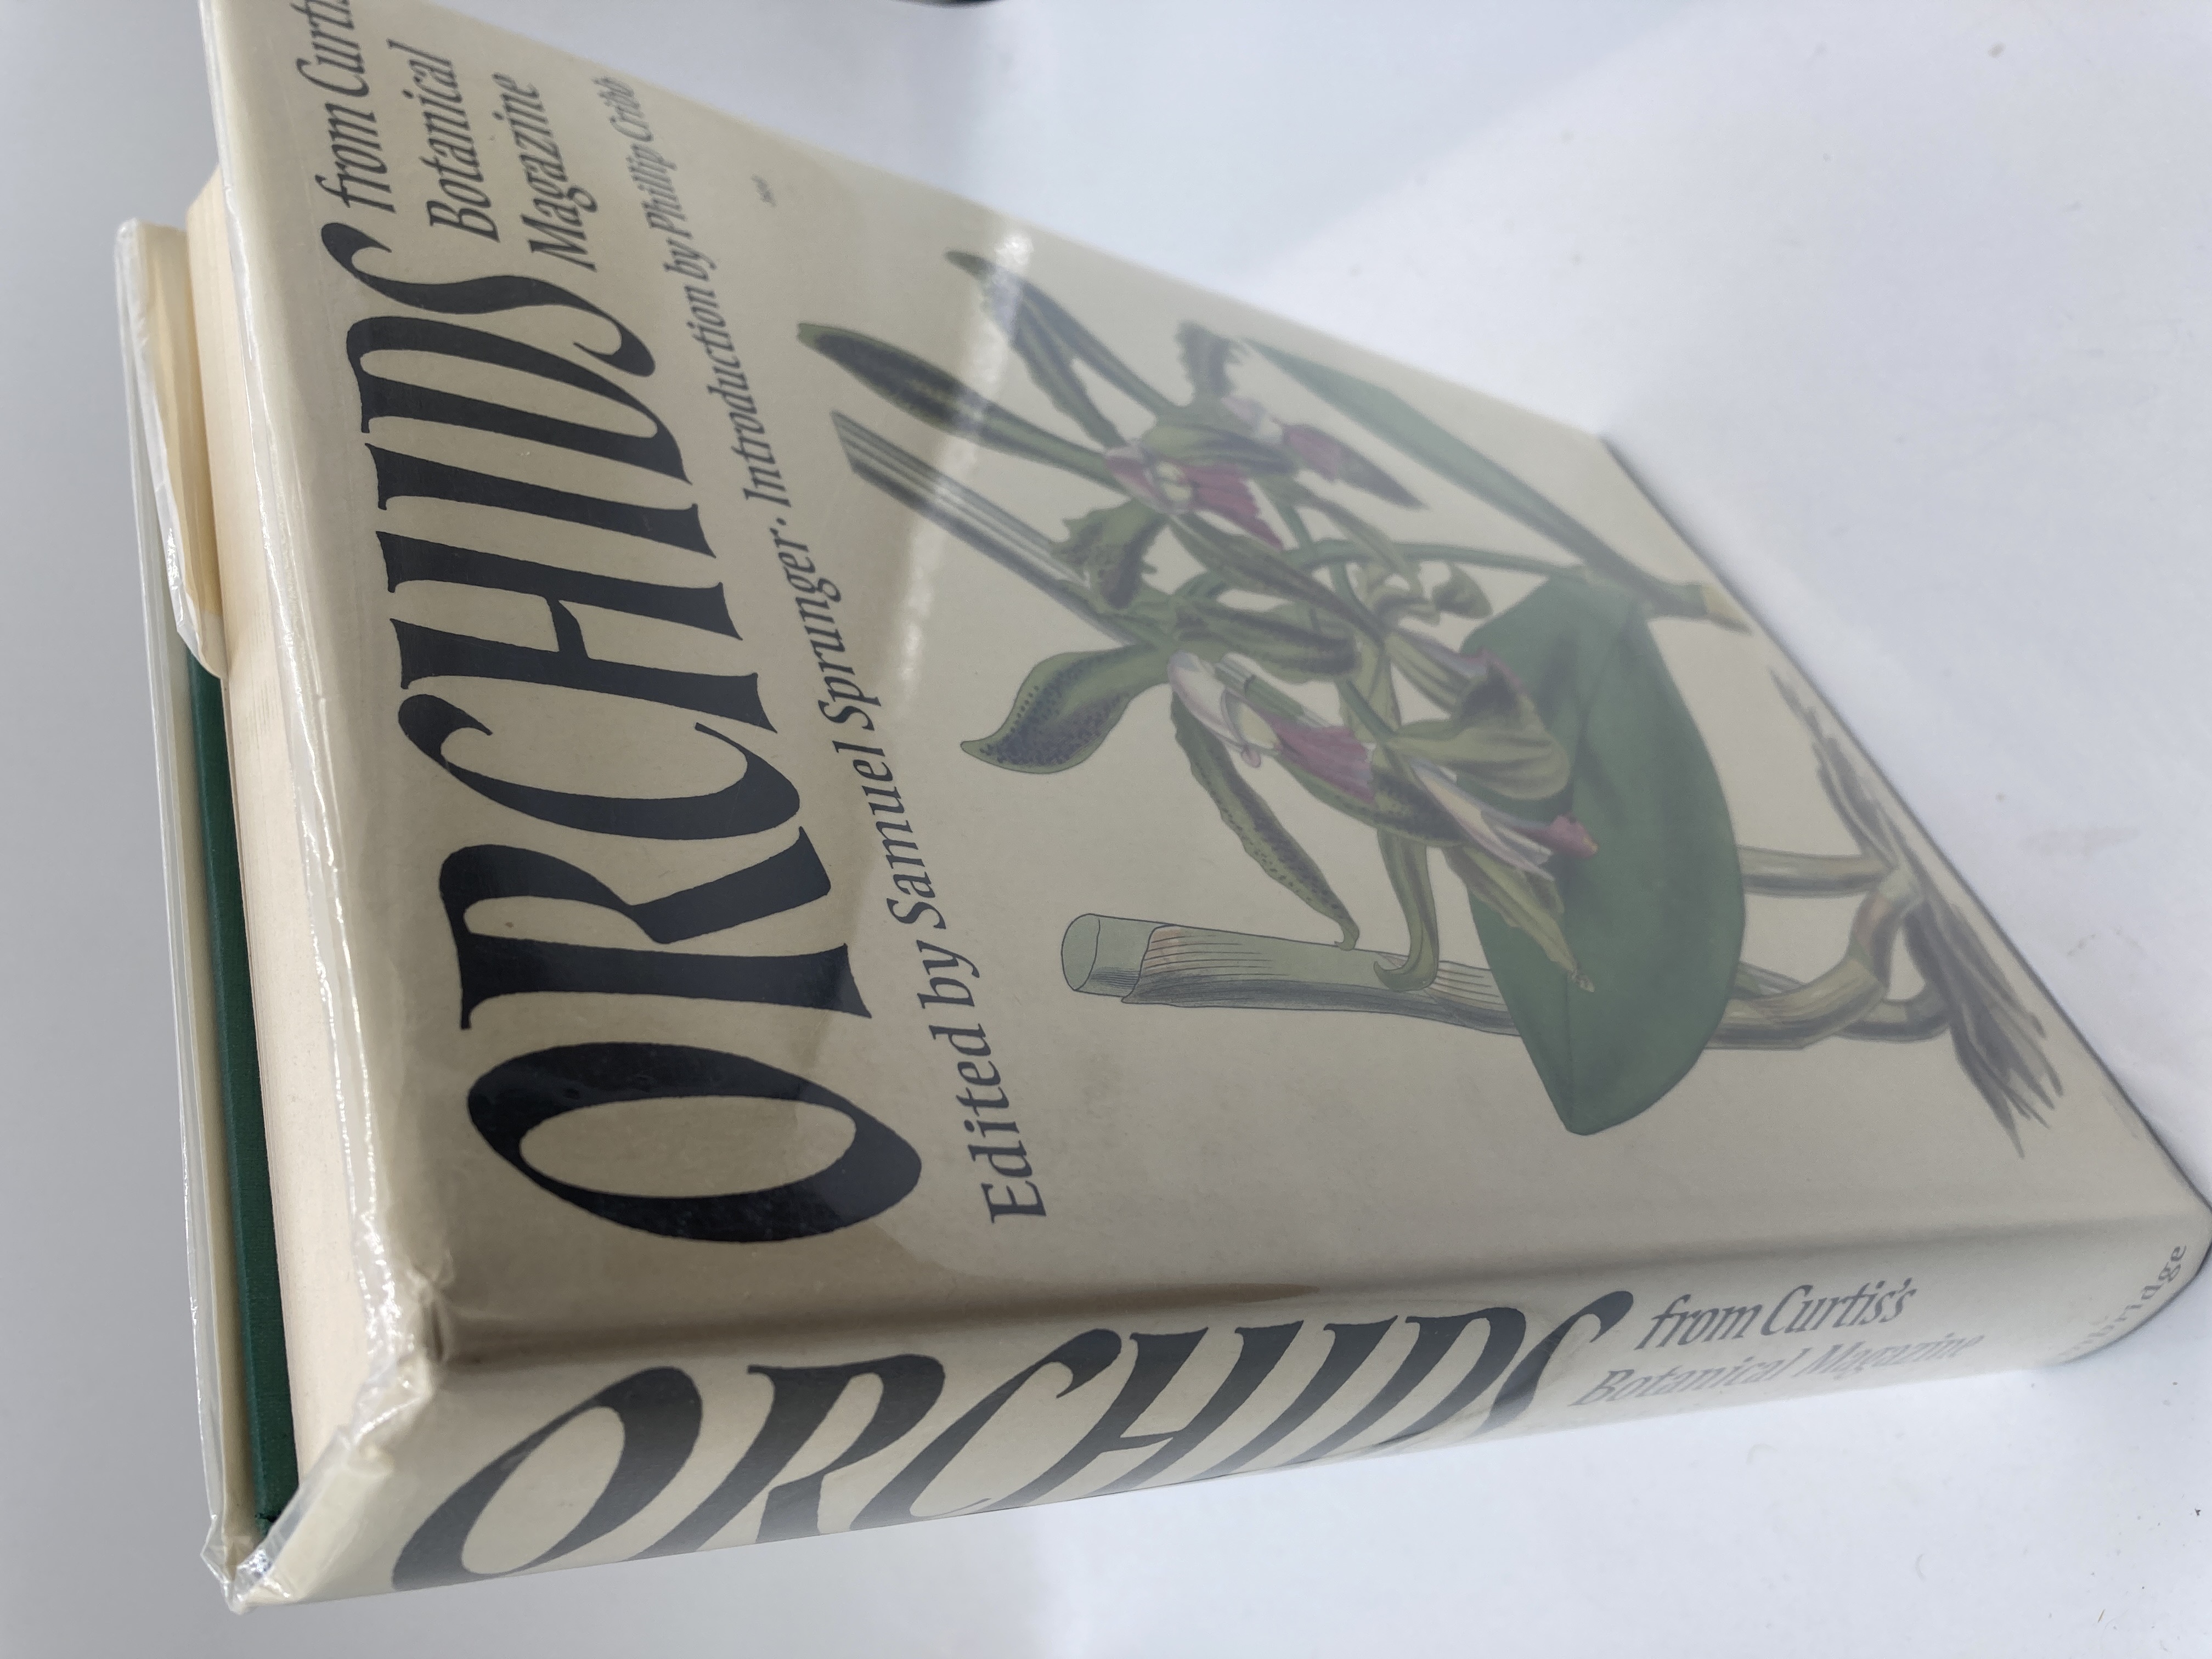 ORCHIDS from Curtis
Botanical
Magazine
Edited by Samuel Sprunger. Introduction by Phillip Cribb
ORCHIDS from Curtis's
Botanical Magazine